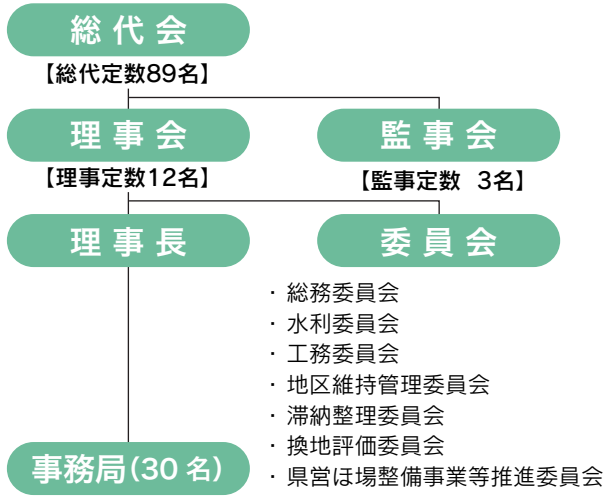 総代会
【総代定数89名】
理事会 監事会
【理事定数12名】 【監事定数 3名】
理事長 委員会
・総務委員会
・水利委員会
・工務委員会
・地区維持管理委員会
・滞納整理委員会
・換地評価委員会
・県営ほ場整備事業等推進委員会
事務局(30 名)